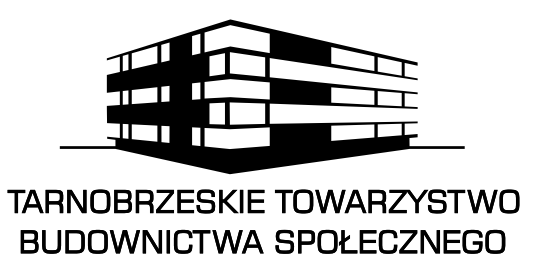 TARNOBRZESKIE TOWARZYSTWO
BUDOWNICTWA SPOŁECZNEGO